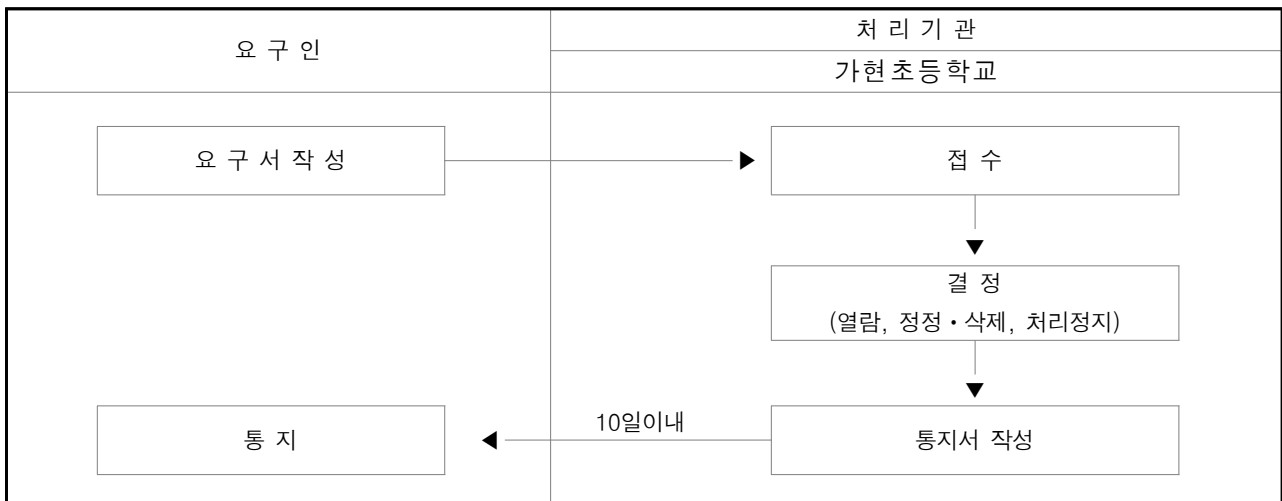 요 구 인
처 리 기 관
가현초등학교
요 구 서 작 성
접 수
결 정
(열람, 정정・삭제, 처리정지)
통 지
10일이내
통지서 작성